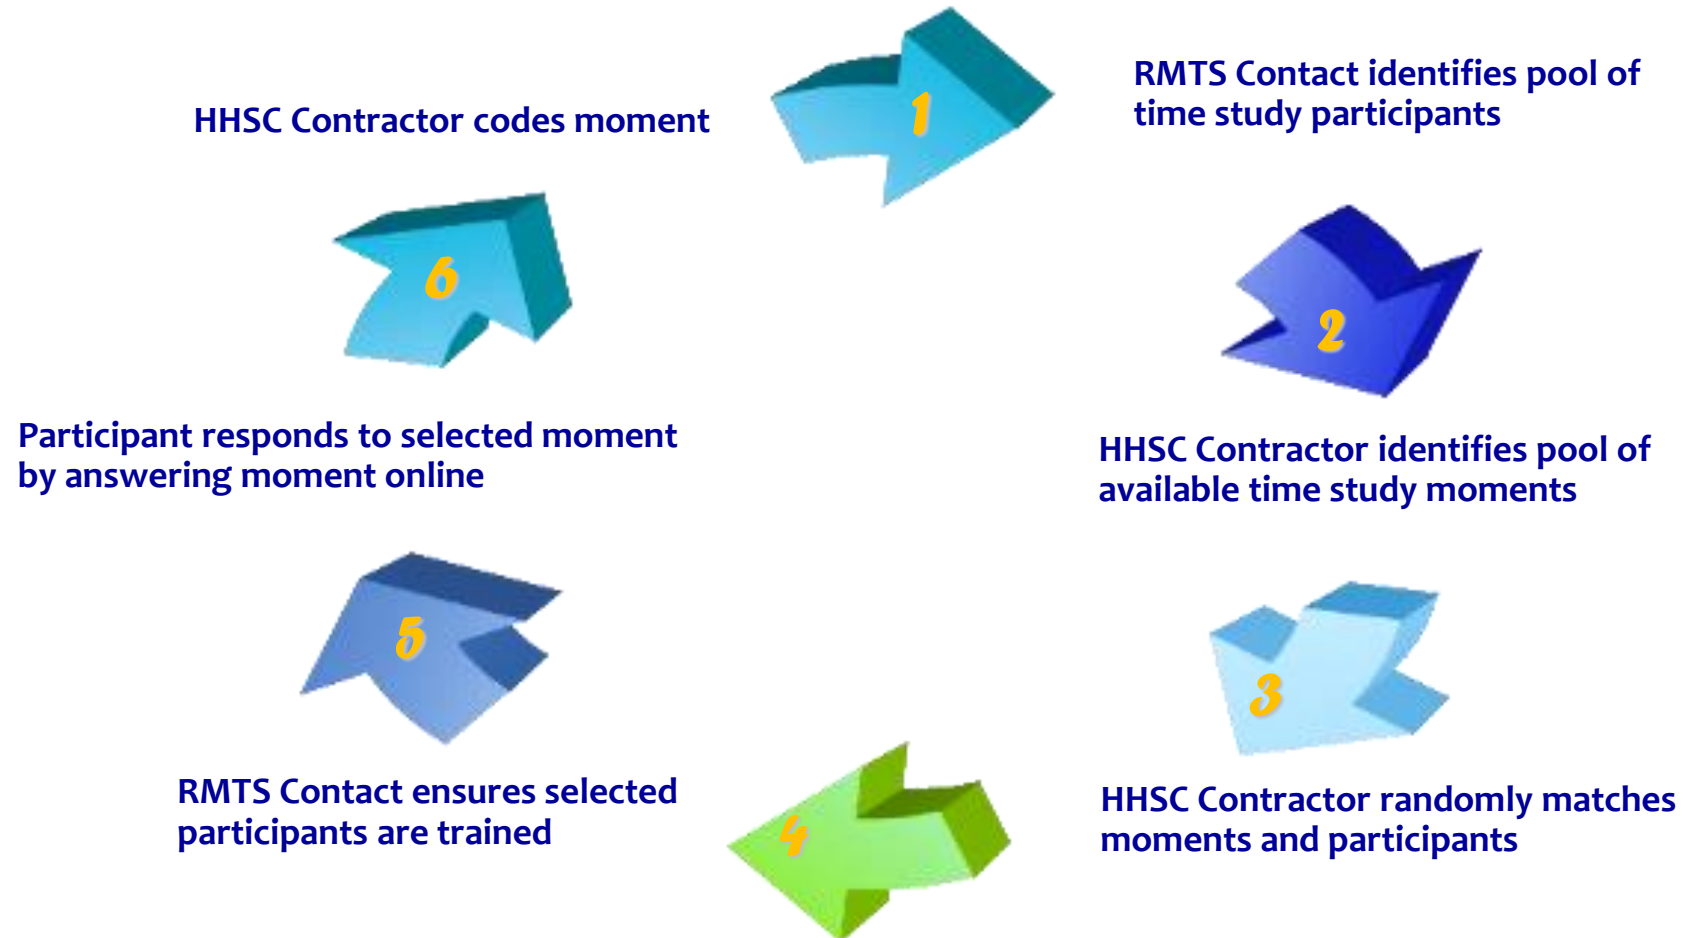 1
RMTS Contact identifies pool of
time study participants
2
HHSC Contractor identifies pool of
available time study moments
3
HHSC Contractor randomly matches
moments and participants
4
RMTS Contact ensures selected
participants are trained
5
Participant responds to selected moment
by answering moment online
6
HHSC Contractor codes moment